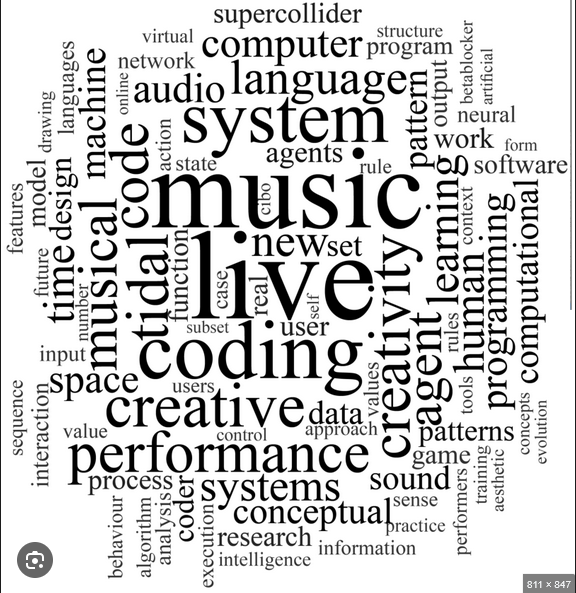 supercollider
virtual
structure
computer
program
network
betablocker
artificial
languages
drawing
machine
online
audio
language
pattern
output
system
neural
work
form
action
state
agents
rule
software
code
features
model
design
music
cibo
learning
context
new
set
musical
time
future
number
tidal
function
live
case
real
self
creativity
human
programming
computational
rules
agent
subset
user
coding
input
space
users
values
tools
creative
data
sequence
interaction
value
control
approach
patterns
concepts
evolution
performance
game
process
sound
training
aesthetic
performers
coder
systems
sense
behaviour
algorithm
analysis
execution
conceptual
practice
research
information
intelligence
811 × 847